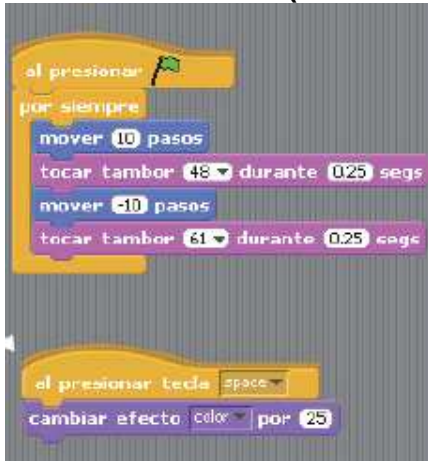 al presionar
por siempre
mover 10 pasos
tocar tambor 48 durante 0.25 segs
mover -10 pasos
tocar tambor 61 durante 0.25 segs
al presionar tecla space
cambiar efecto color por 25